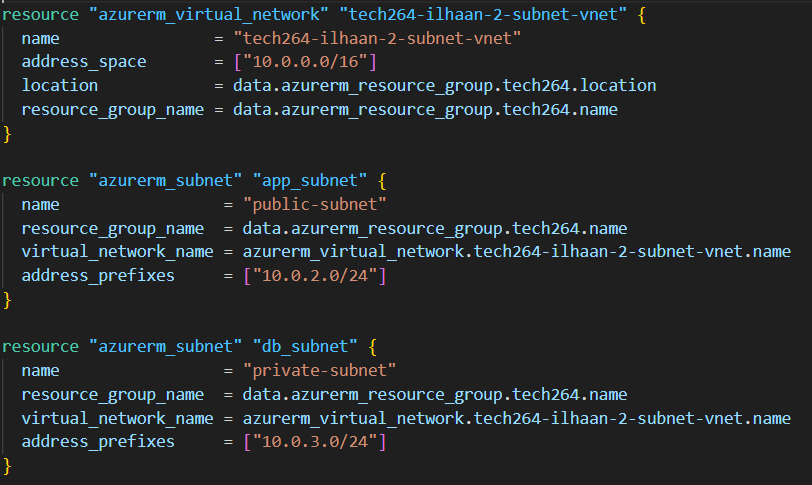 resource "azurerm_virtual_network" "tech264-ilhaan-2-subnet-vnet" {
  name                = "tech264-ilhaan-2-subnet-vnet"
  address_space       = ["10.0.0.0/16"]
  location            = data.azurerm_resource_group.tech264.location
  resource_group_name = data.azurerm_resource_group.tech264.name
}

resource "azurerm_subnet" "app_subnet" {
  name                 = "public-subnet"
  resource_group_name  = data.azurerm_resource_group.tech264.name
  virtual_network_name = azurerm_virtual_network.tech264-ilhaan-2-subnet-vnet.name
  address_prefixes     = ["10.0.2.0/24"]
}

resource "azurerm_subnet" "db_subnet" {
  name                 = "private-subnet"
  resource_group_name  = data.azurerm_resource_group.tech264.name
  virtual_network_name = azurerm_virtual_network.tech264-ilhaan-2-subnet-vnet.name
  address_prefixes     = ["10.0.3.0/24"]
}